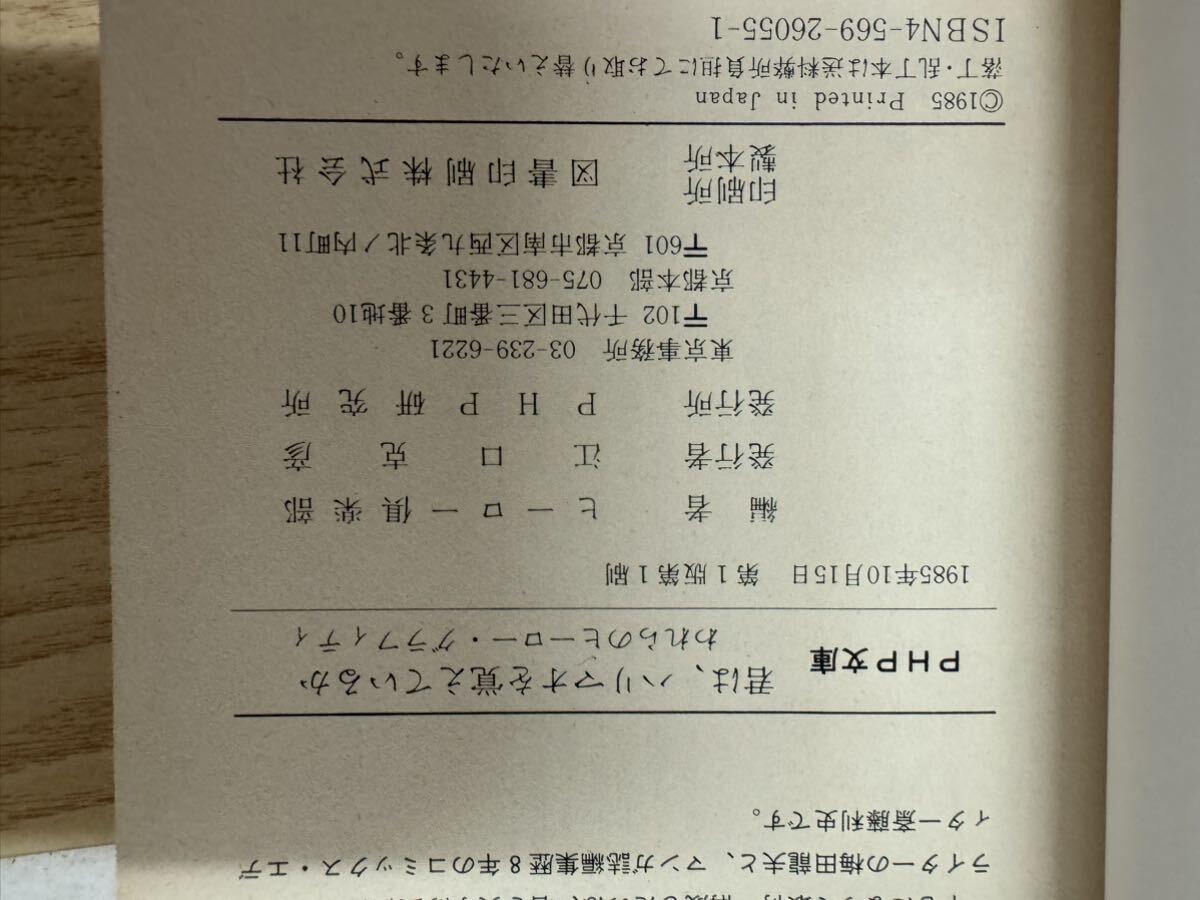 ライターの梅田龍夫と、マンガ誌編集歴8年のコミックス・エデ
ィター斎藤利史です。
PHP文庫 君は、ハリマオを覚えているか
われらのヒーロー・グラフィティ
1985年10月15日 第1版第1刷
編者 ヒーロー倶楽部
発行者 江口克彦
発行所 PHP研究所
東京事務所 03-239-6221
〒102 千代田区三番町3番地10
京都本部 075-681-4431
〒601 京都市南区西九条北ノ内町11
印刷所
製本所 図書印刷株式会社
©1985 Printed in Japan
落丁・乱丁本は送料弊所負担にてお取り替えいたします。
ISBN4-569-26055-1